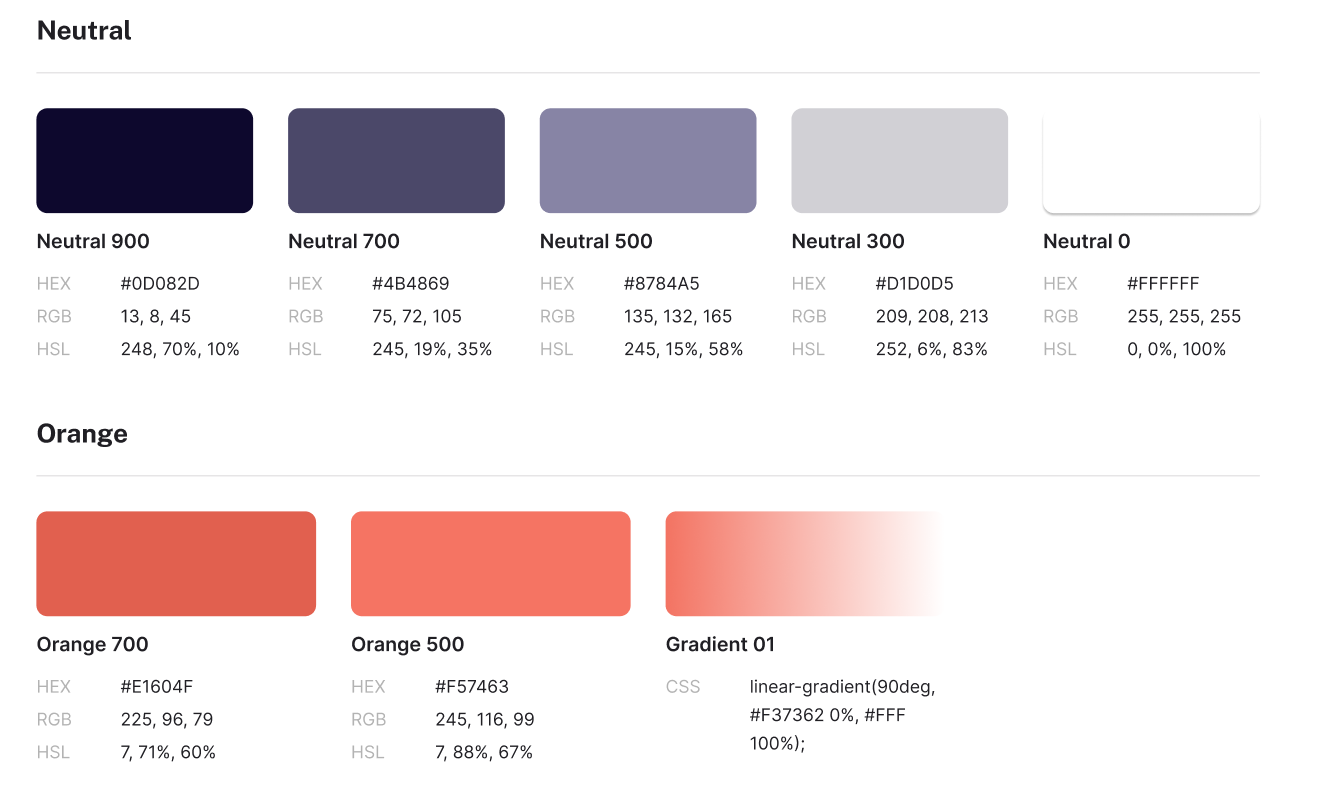 Neutral
Neutral 900
HEX #0D082D
RGB 13, 8, 45
HSL 248, 70%, 10%
Neutral 700
HEX #4B4869
RGB 75, 72, 105
HSL 245, 19%, 35%
Neutral 500
HEX #8784A5
RGB 135, 132, 165
HSL 245, 15%, 58%
Neutral 300
HEX #D1D0D5
RGB 209, 208, 213
HSL 252, 6%, 83%
Neutral 0
HEX #FFFFFF
RGB 255, 255, 255
HSL 0, 0%, 100%
Orange
Orange 700
HEX #E1604F
RGB 225, 96, 79
HSL 7, 71%, 60%
Orange 500
HEX #F57463
RGB 245, 116, 99
HSL 7, 88%, 67%
Gradient 01
CSS linear-gradient(90deg,
#F37362 0%, #FFF
100%);